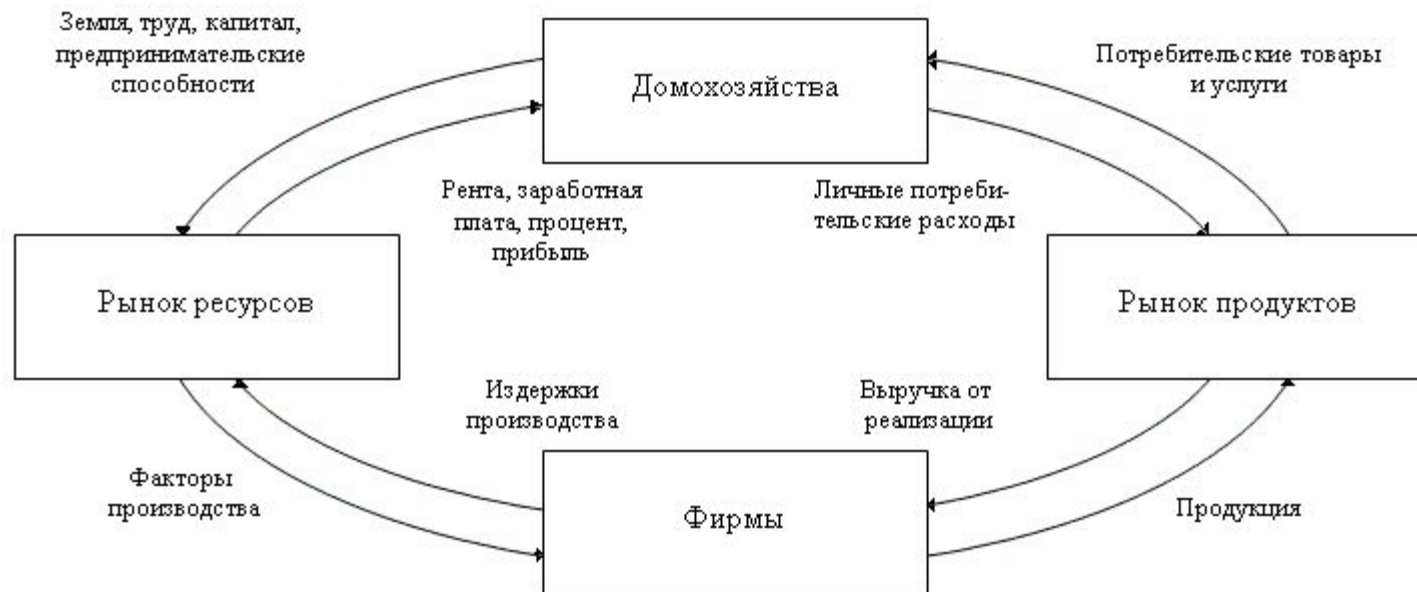 Земля, труд, капитал,
предпринимательские
способности
Домохозяйства
Потребительские товары
и услуги
Рента, заработная
плата, процент,
прибыль
Личные потреби-
тельские расходы
Рынок ресурсов
Рынок продуктов
Издержки
производства
Выручка от
реализации
Факторы
производства
Фирмы
Продукция